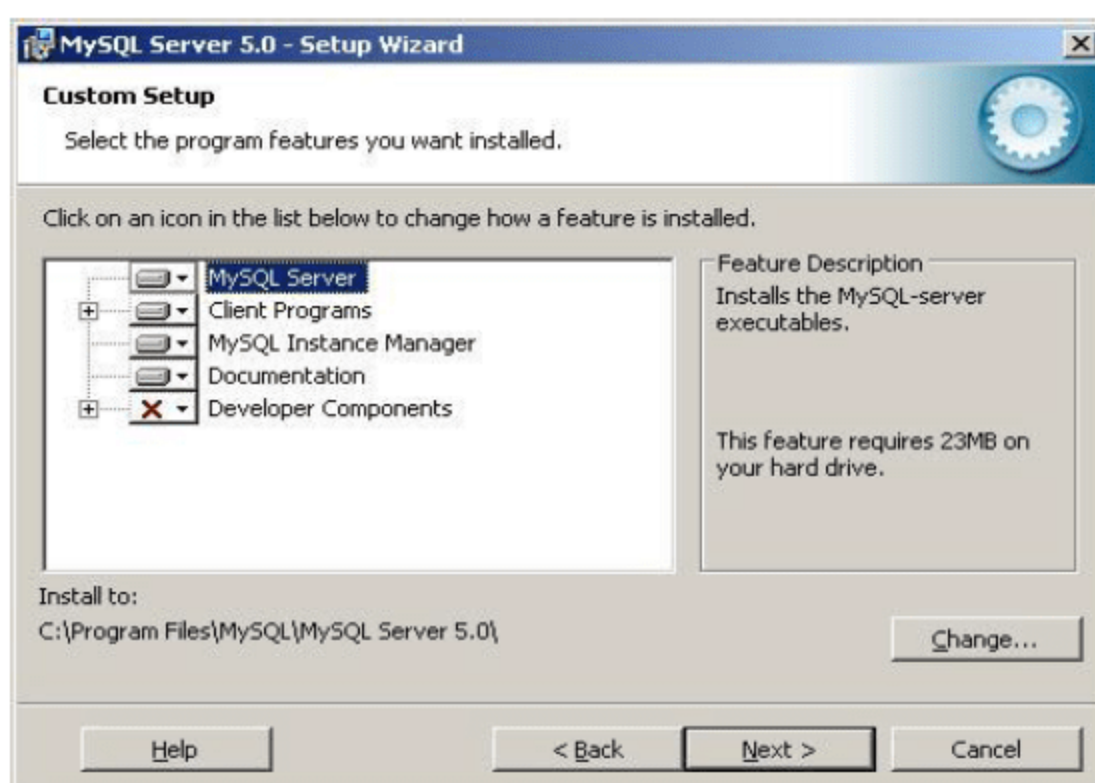 MySQL Server 5.0 - Setup Wizard
Custom Setup
Select the program features you want installed.
Click on an icon in the list below to change how a feature is installed.
MySQL Server
Client Programs
MySQL Instance Manager
Documentation
Developer Components
Feature Description
Installs the MySQL-server
executables.
This feature requires 23MB on
your hard drive.
Install to:
C:\Program Files\MySQL\MySQL Server 5.0\
Change...
Help
< Back
Next >
Cancel